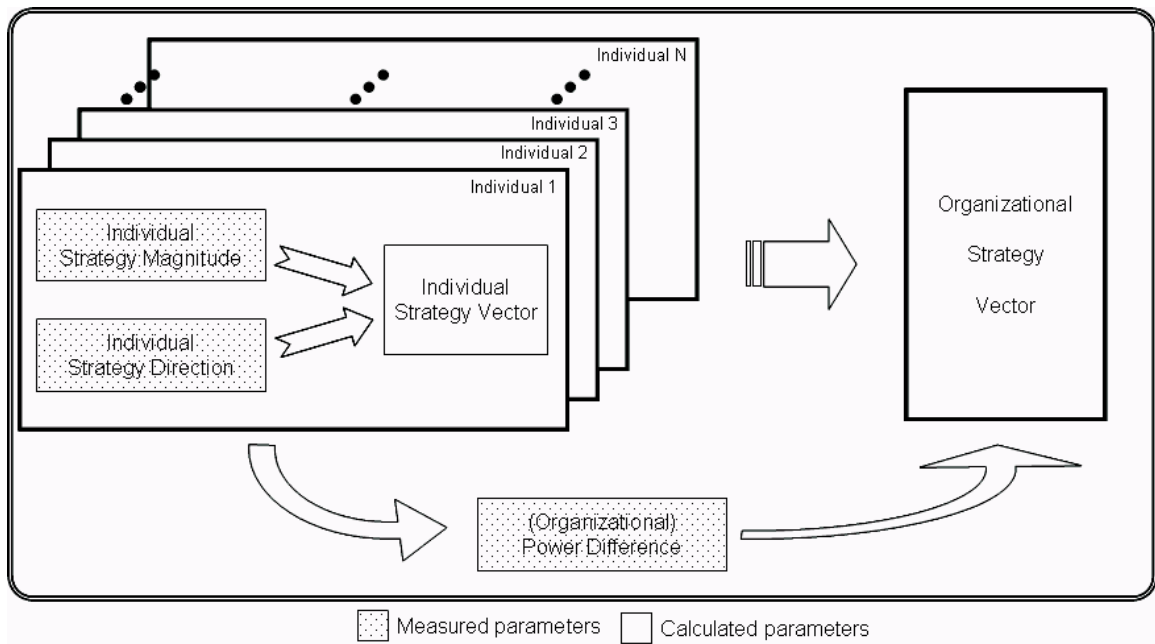 Individual N
Individual 3
Individual 2
Individual 1
Individual
Strategy Magnitude
Individual
Strategy Direction
Individual
Strategy Vector
Organizational
Strategy
Vector
(Organizational)
Power Difference
Measured parameters
Calculated parameters